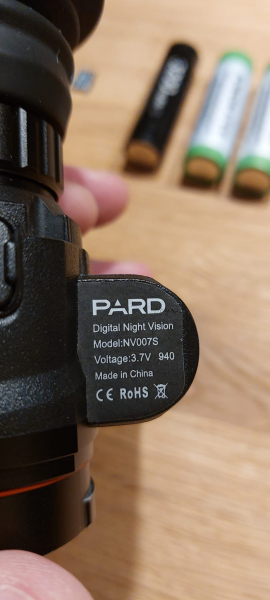 PARD
Digital Night Vision
Model:NV007S
Voltage:3.7V 940
Made in China
CE RoHS